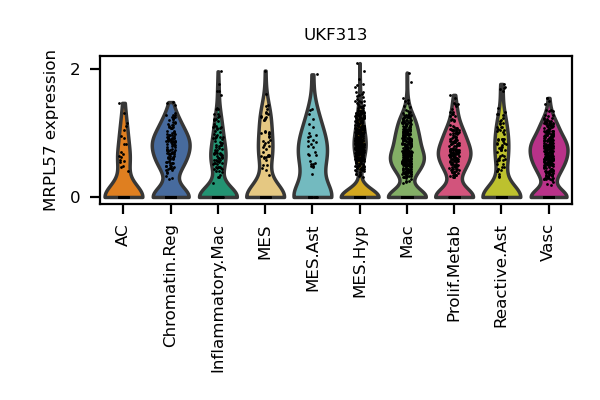 UKF313
MRPL57 expression
2
0
AC
Chromatin.Reg
Inflammatory.Mac
MES
MES.Ast
MES.Hyp
Mac
Prolif.Metab
Reactive.Ast
Vasc